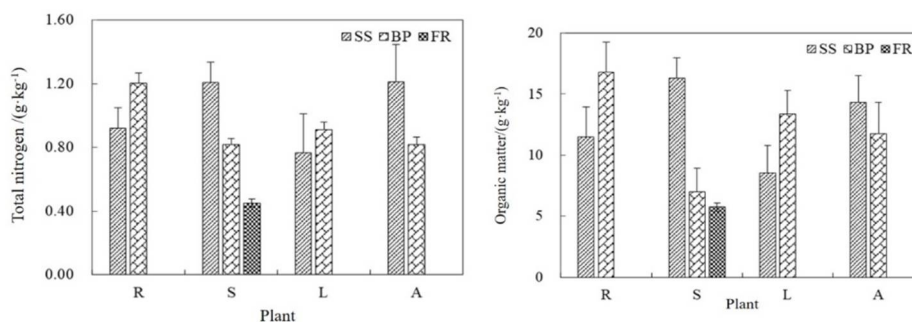 1.60
1.20
0.80
0.40
0.00
Total nitrogen /(g·kg⁻¹)
SS BP FR
R S L A
Plant
20
15
10
5
0
Organic matter/(g·kg⁻¹)
SS BP FR
R S L A
Plant